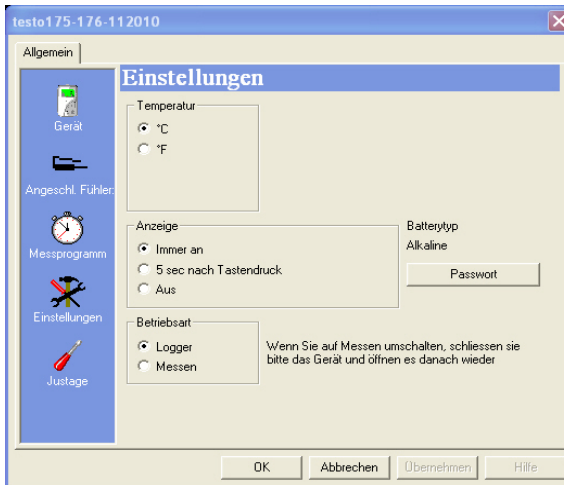 testo175-176-112010
Allgemein
Einstellungen
Gerät
Angeschl. Fühler:
Messprogramm
Einstellungen
Justage
Temperatur
°C
°F
Anzeige
Immer an
5 sec nach Tastendruck
Aus
Batterytyp
Alkaline
Passwort
Betriebsart
Logger
Messen
Wenn Sie auf Messen umschalten, schliessen sie
bitte das Gerät und öffnen es danach wieder
OK
Abbrechen
Übernehmen
Hilfe